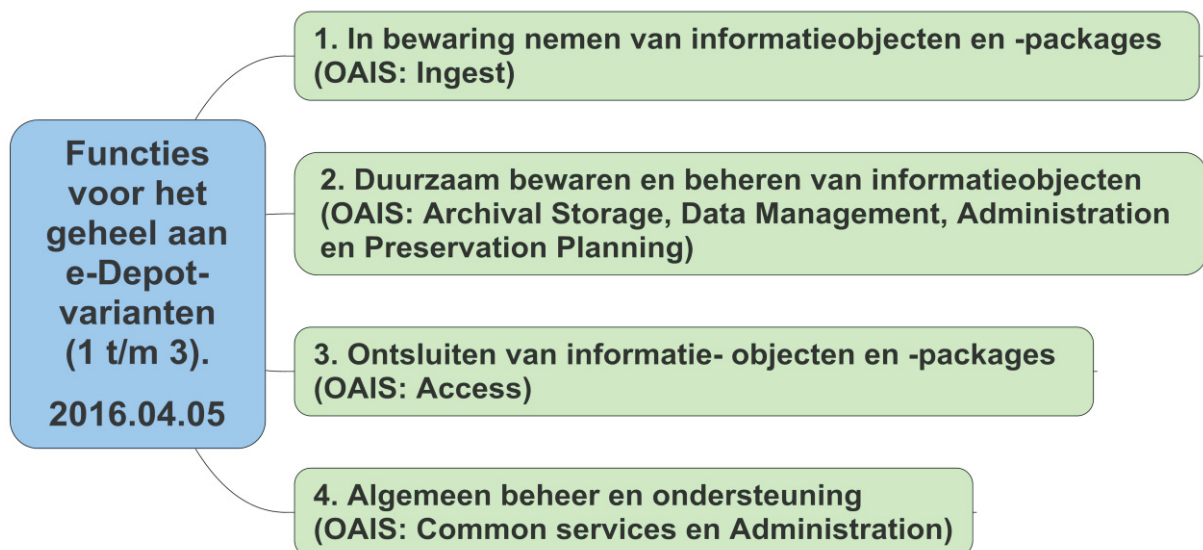 Functies
voor het
geheel aan
e-Depot-
varianten
(1 t/m 3).
2016.04.05
1. In bewaring nemen van informatieobjecten en -packages
(OAIS: Ingest)
2. Duurzaam bewaren en beheren van informatieobjecten
(OAIS: Archival Storage, Data Management, Administration
en Preservation Planning)
3. Ontsluiten van informatie- objecten en -packages
(OAIS: Access)
4. Algemeen beheer en ondersteuning
(OAIS: Common services en Administration)